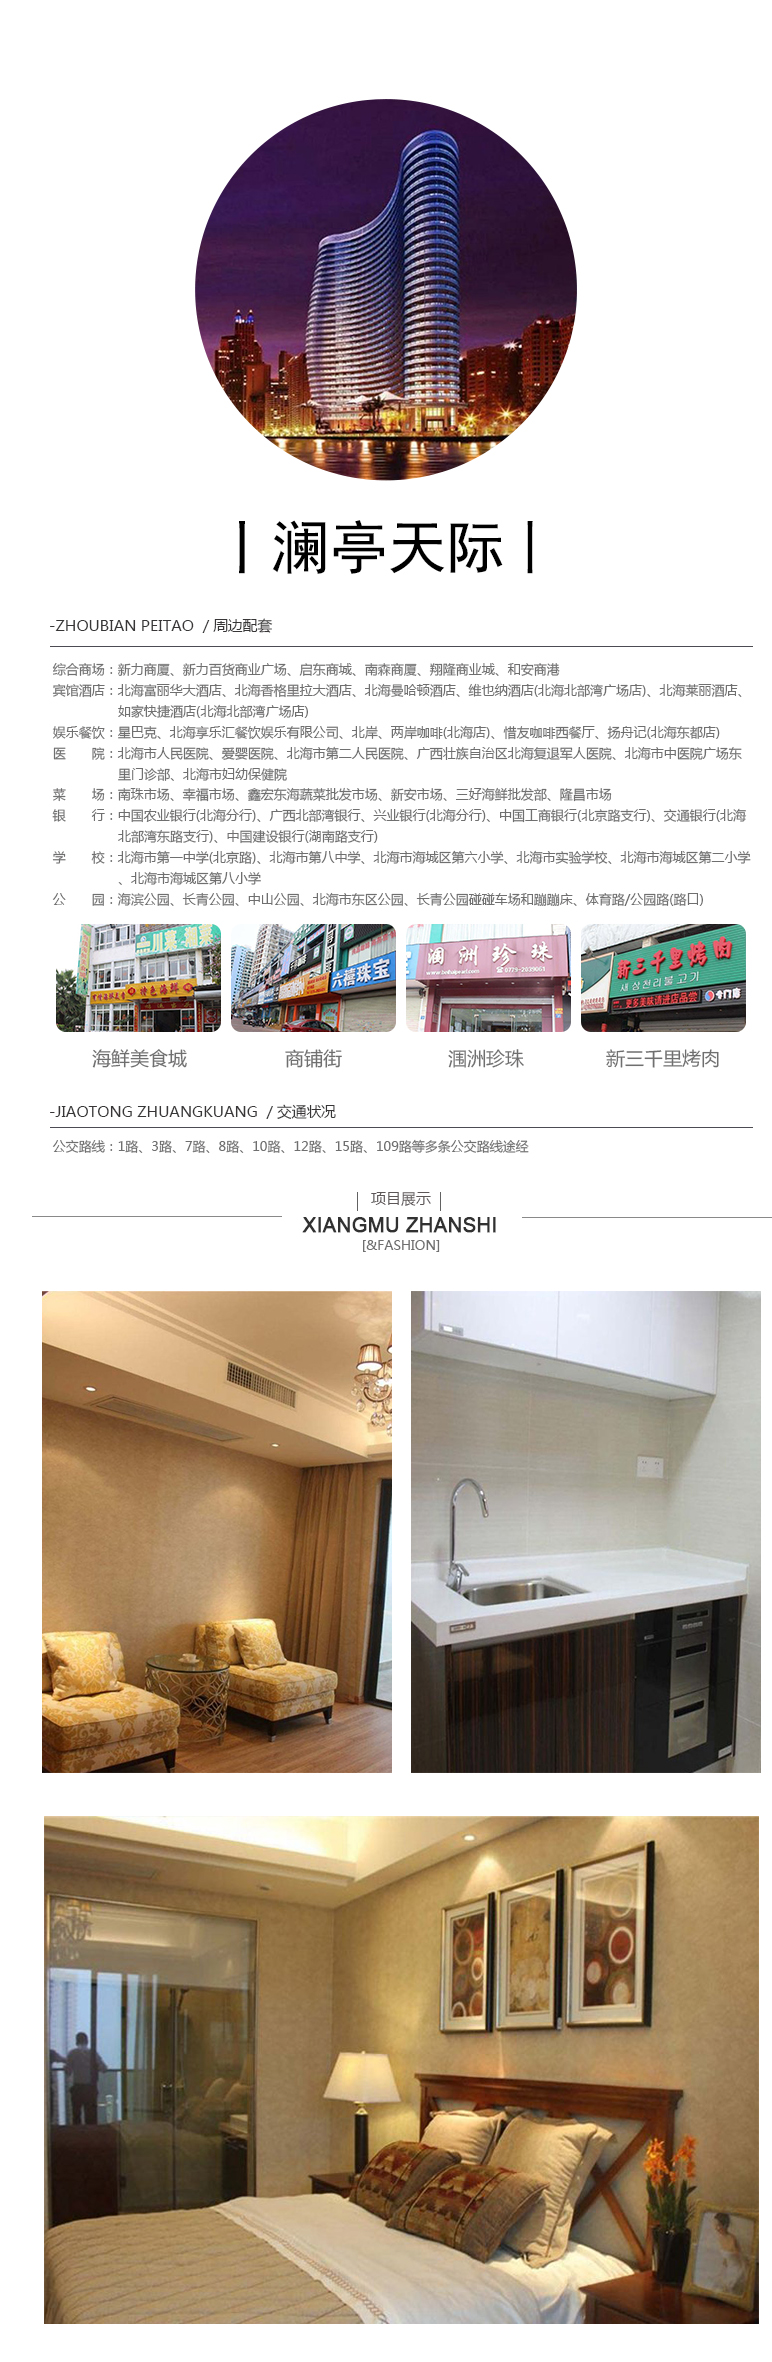 丨澜亭天际丨
-ZHOUBIAN PEITAO / 周边配套
综合商场：新力商厦、新力百货商业广场、启东商城、南森商厦、翔隆商业城、和安商港
宾馆酒店：北海富丽华大酒店、北海香格里拉大酒店、北海曼哈顿酒店、维也纳酒店(北海北部湾广场店)、北海莱丽酒店、
如家快捷酒店(北海北部湾广场店)
娱乐餐饮：星巴克、北海享乐汇餐饮娱乐有限公司、北岸、两岸咖啡(北海店)、惜友咖啡西餐厅、扬舟记(北海东都店)
医 院：北海市人民医院、爱婴医院、北海市第二人民医院、广西壮族自治区北海复退军人医院、北海市中医院广场东
里门诊部、北海市妇幼保健院
菜 场：南珠市场、幸福市场、鑫宏东海蔬菜批发市场、新安市场、三好海鲜批发部、隆昌市场
银 行：中国农业银行(北海分行)、广西北部湾银行、兴业银行(北海分行)、中国工商银行(北京路支行)、交通银行(北海
北部湾东路支行)、中国建设银行(湖南路支行)
学 校：北海市第一中学(北京路)、北海市第八中学、北海市海城区第六小学、北海市实验学校、北海市海城区第二小学
、北海市海城区第八小学
公 园：海滨公园、长青公园、中山公园、北海市东区公园、长青公园碰碰车场和蹦蹦床、体育路/公园路(路口)
川菜·湘菜
特色海鲜
六禧珠宝
润洲珍珠
0779-2039061
新三千里烤肉
새삼천리불고기
更多美味请进店品尝
海鲜美食城
商铺街
涠洲珍珠
新三千里烤肉
-JIAOTONG ZHUANGKUANG / 交通状况
公交路线：1路、3路、7路、8路、10路、12路、15路、109路等多条公交路线途经
项目展示
XIANGMU ZHANSHI
[&FASHION]